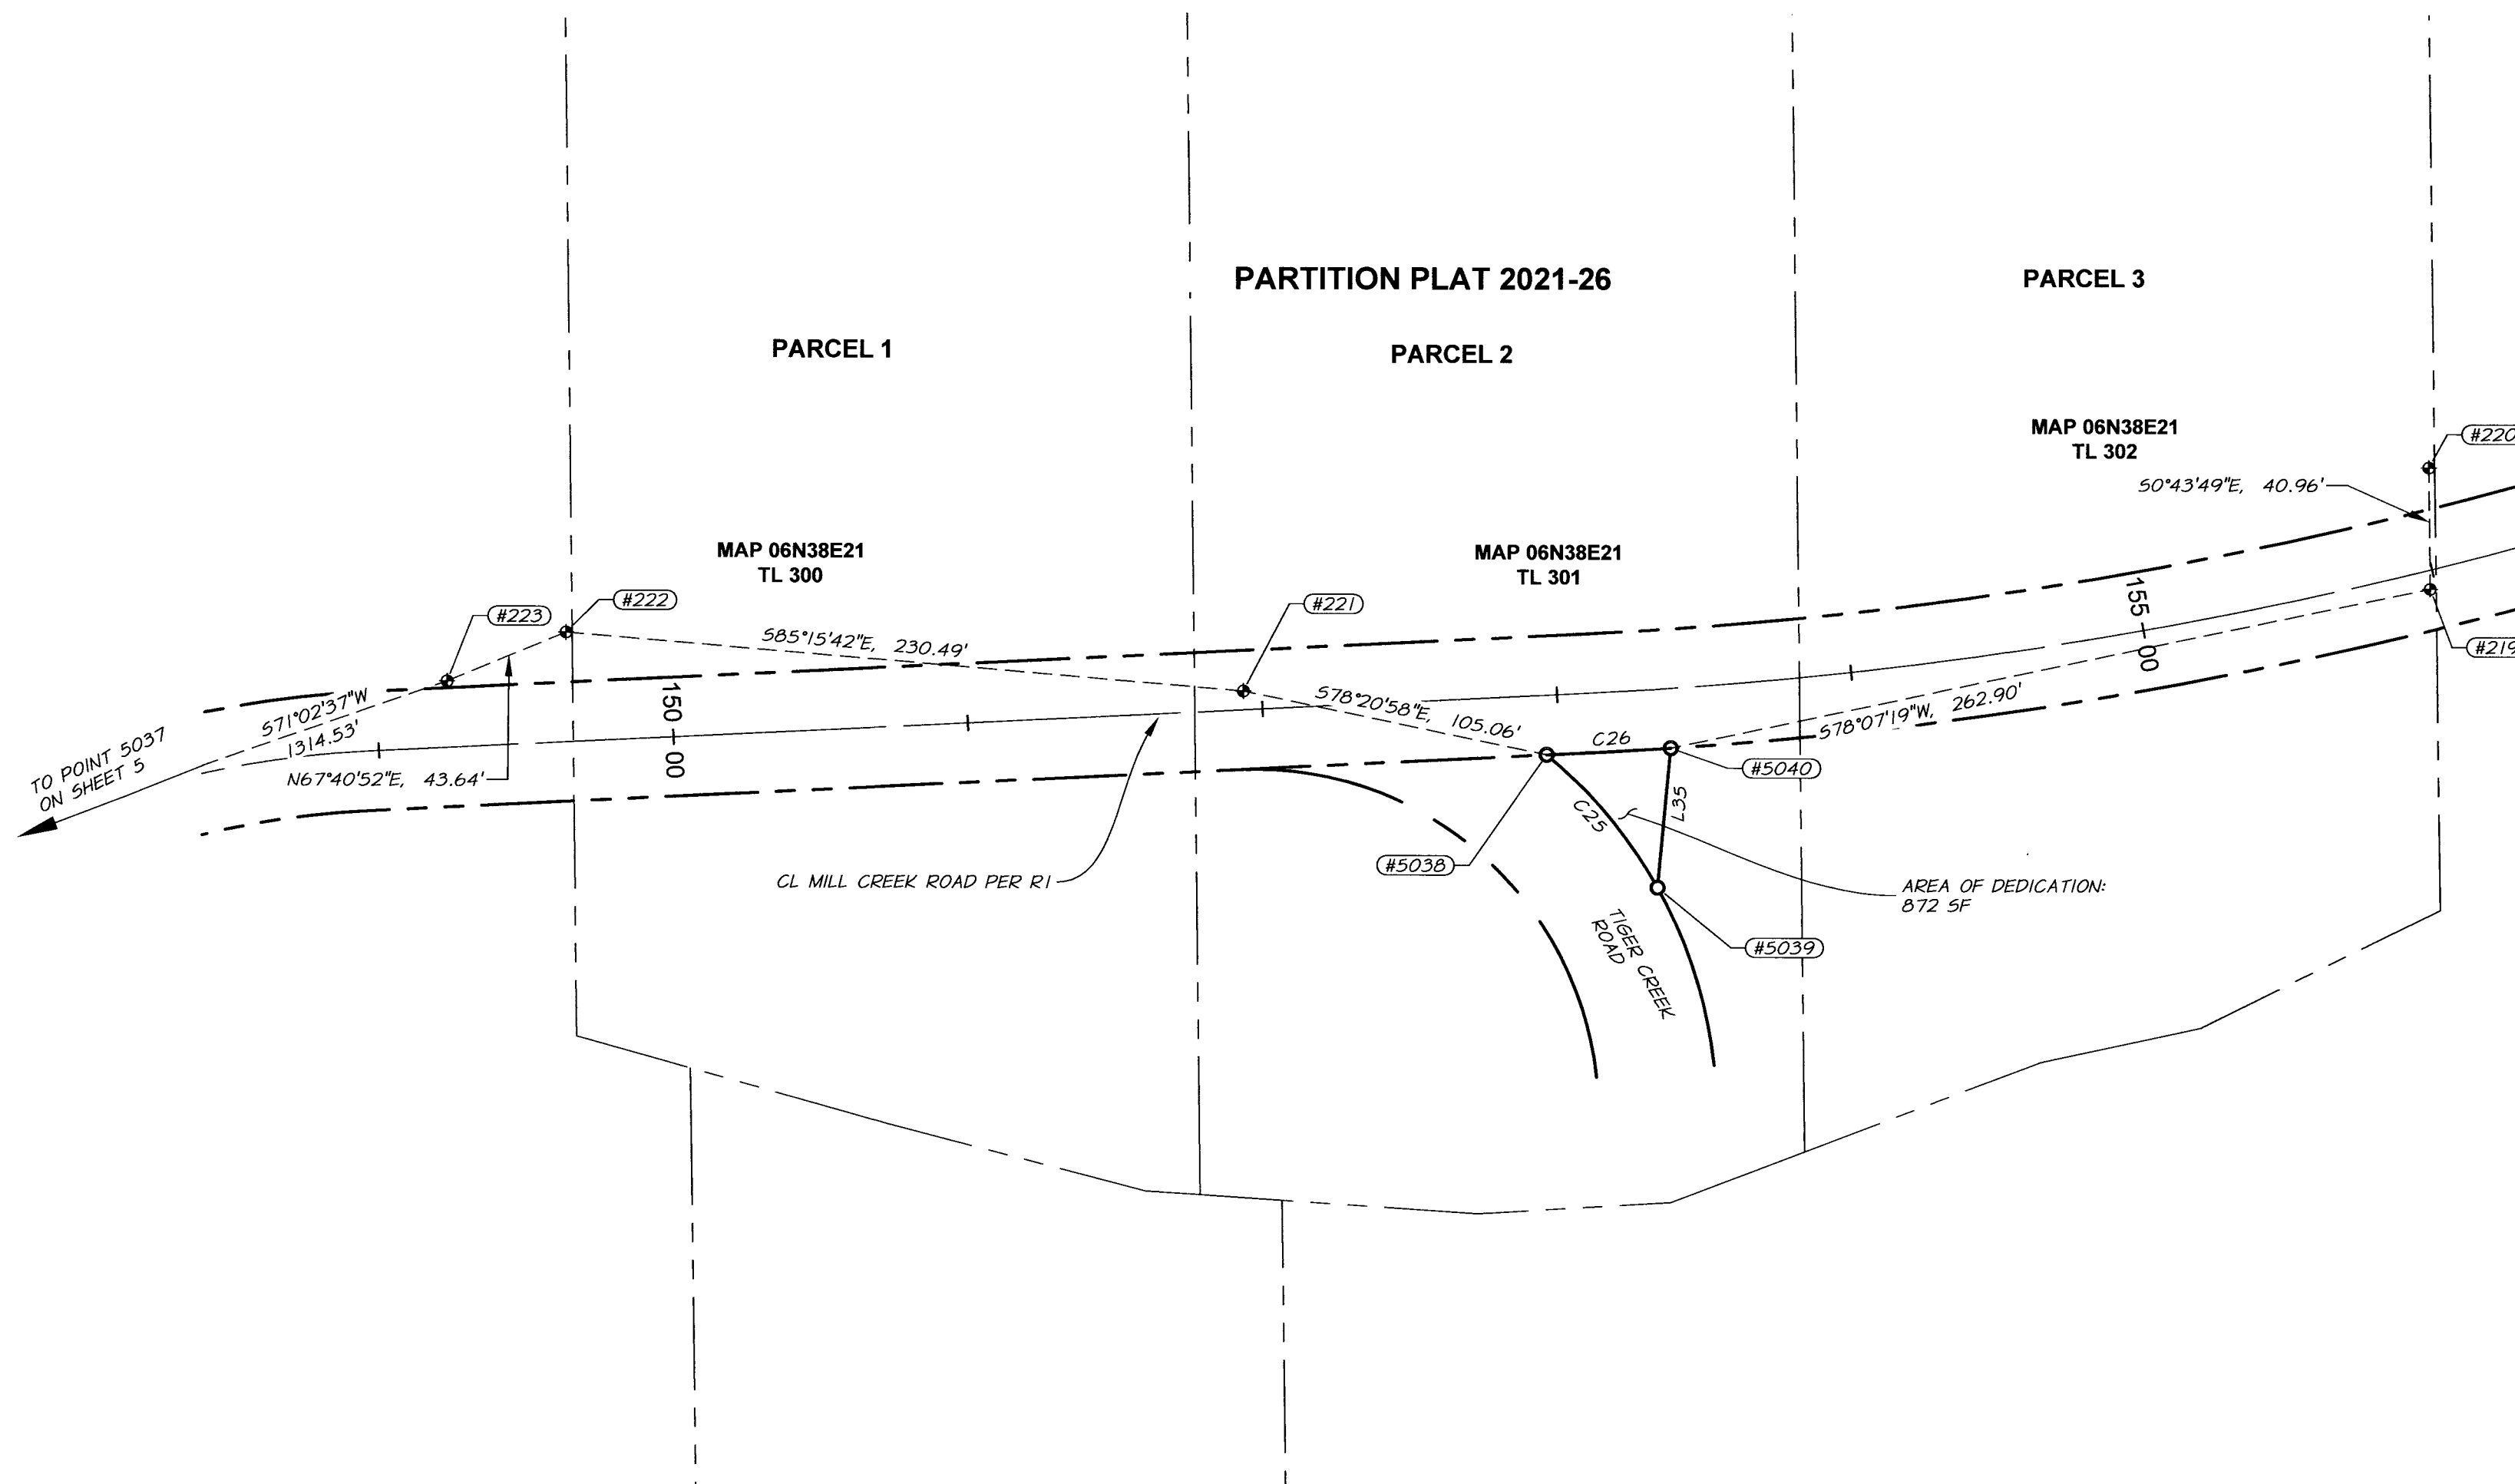 PARTITION PLAT 2021-26
PARCEL 1
PARCEL 2
PARCEL 3
MAP 06N38E21
TL 302
#220
S0°43'49"E, 40.96'
MAP 06N38E21
TL 300
MAP 06N38E21
TL 301
#223
#222
#221
155+00
S85°15'42"E, 230.49'
#219
S71°02'37"W
1314.53'
150+00
S78°20'58"E, 105.06'
S78°07'19"W, 262.90'
TO POINT 5037
ON SHEET 5
N67°40'52"E, 43.64'
C26
#5040
C25
L35
#5038
CL MILL CREEK ROAD PER R1
AREA OF DEDICATION:
872 SF
TIGER CREEK
ROAD
#5039